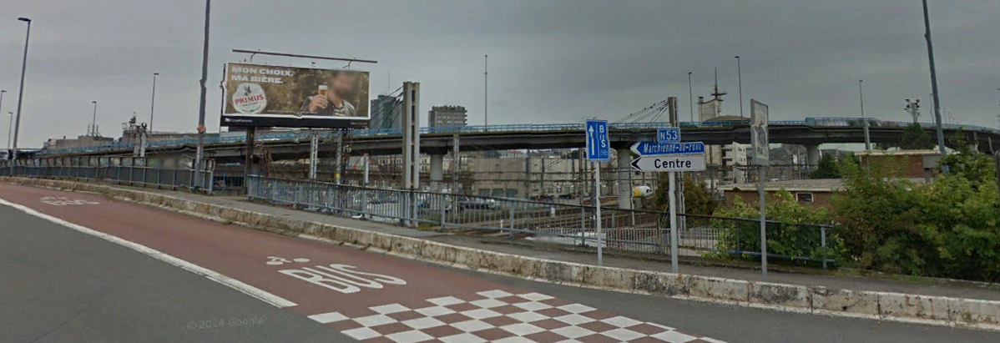 MON CHOIX,
MA BIÈRE.
PRIMUS
BUS
N53
Marchienne-au-Pont
Centre
BUS
©2014 Google